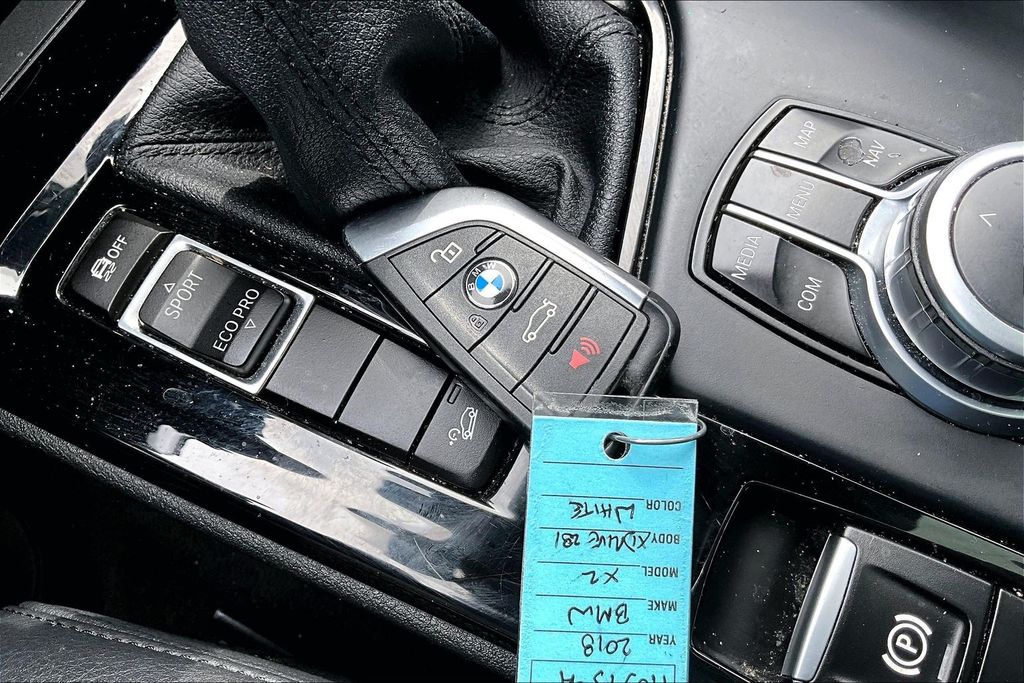 OFF
SPORT
ECO PRO
BMW
MAP
NAV
MENU
MEDIA
COM
P
YEAR 2018
MAKE BMW
MODEL X2
BODY XDRIVE 28I
COLOR WHITE